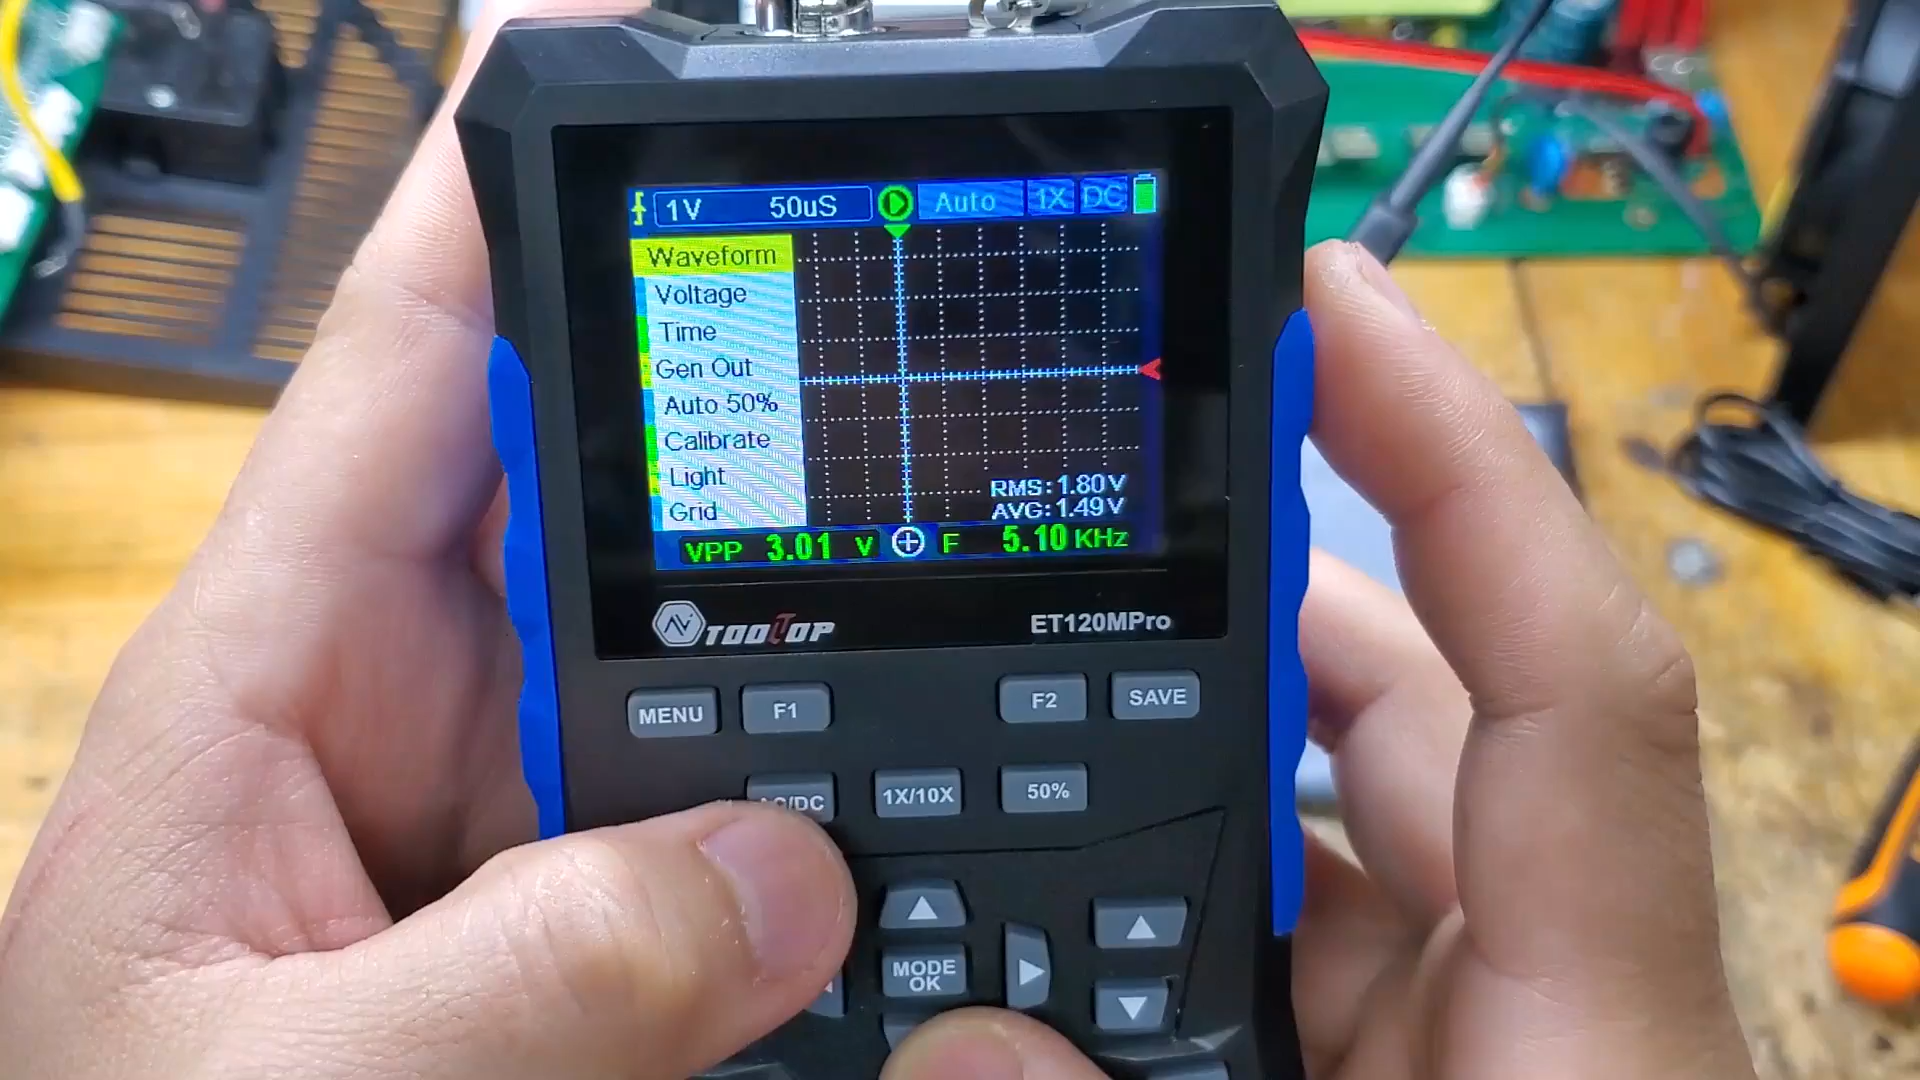 1V 50uS Auto 1X DC
Waveform
Voltage
Time
Gen Out
Auto 50%
Calibrate
Light
Grid
RMS:1.80V
AVG:1.49V
VPP 3.01 V F 5.10 KHz
TOOLTOP ET120MPro
MENU F1 F2 SAVE
AC/DC 1X/10X 50%
MODE
OK